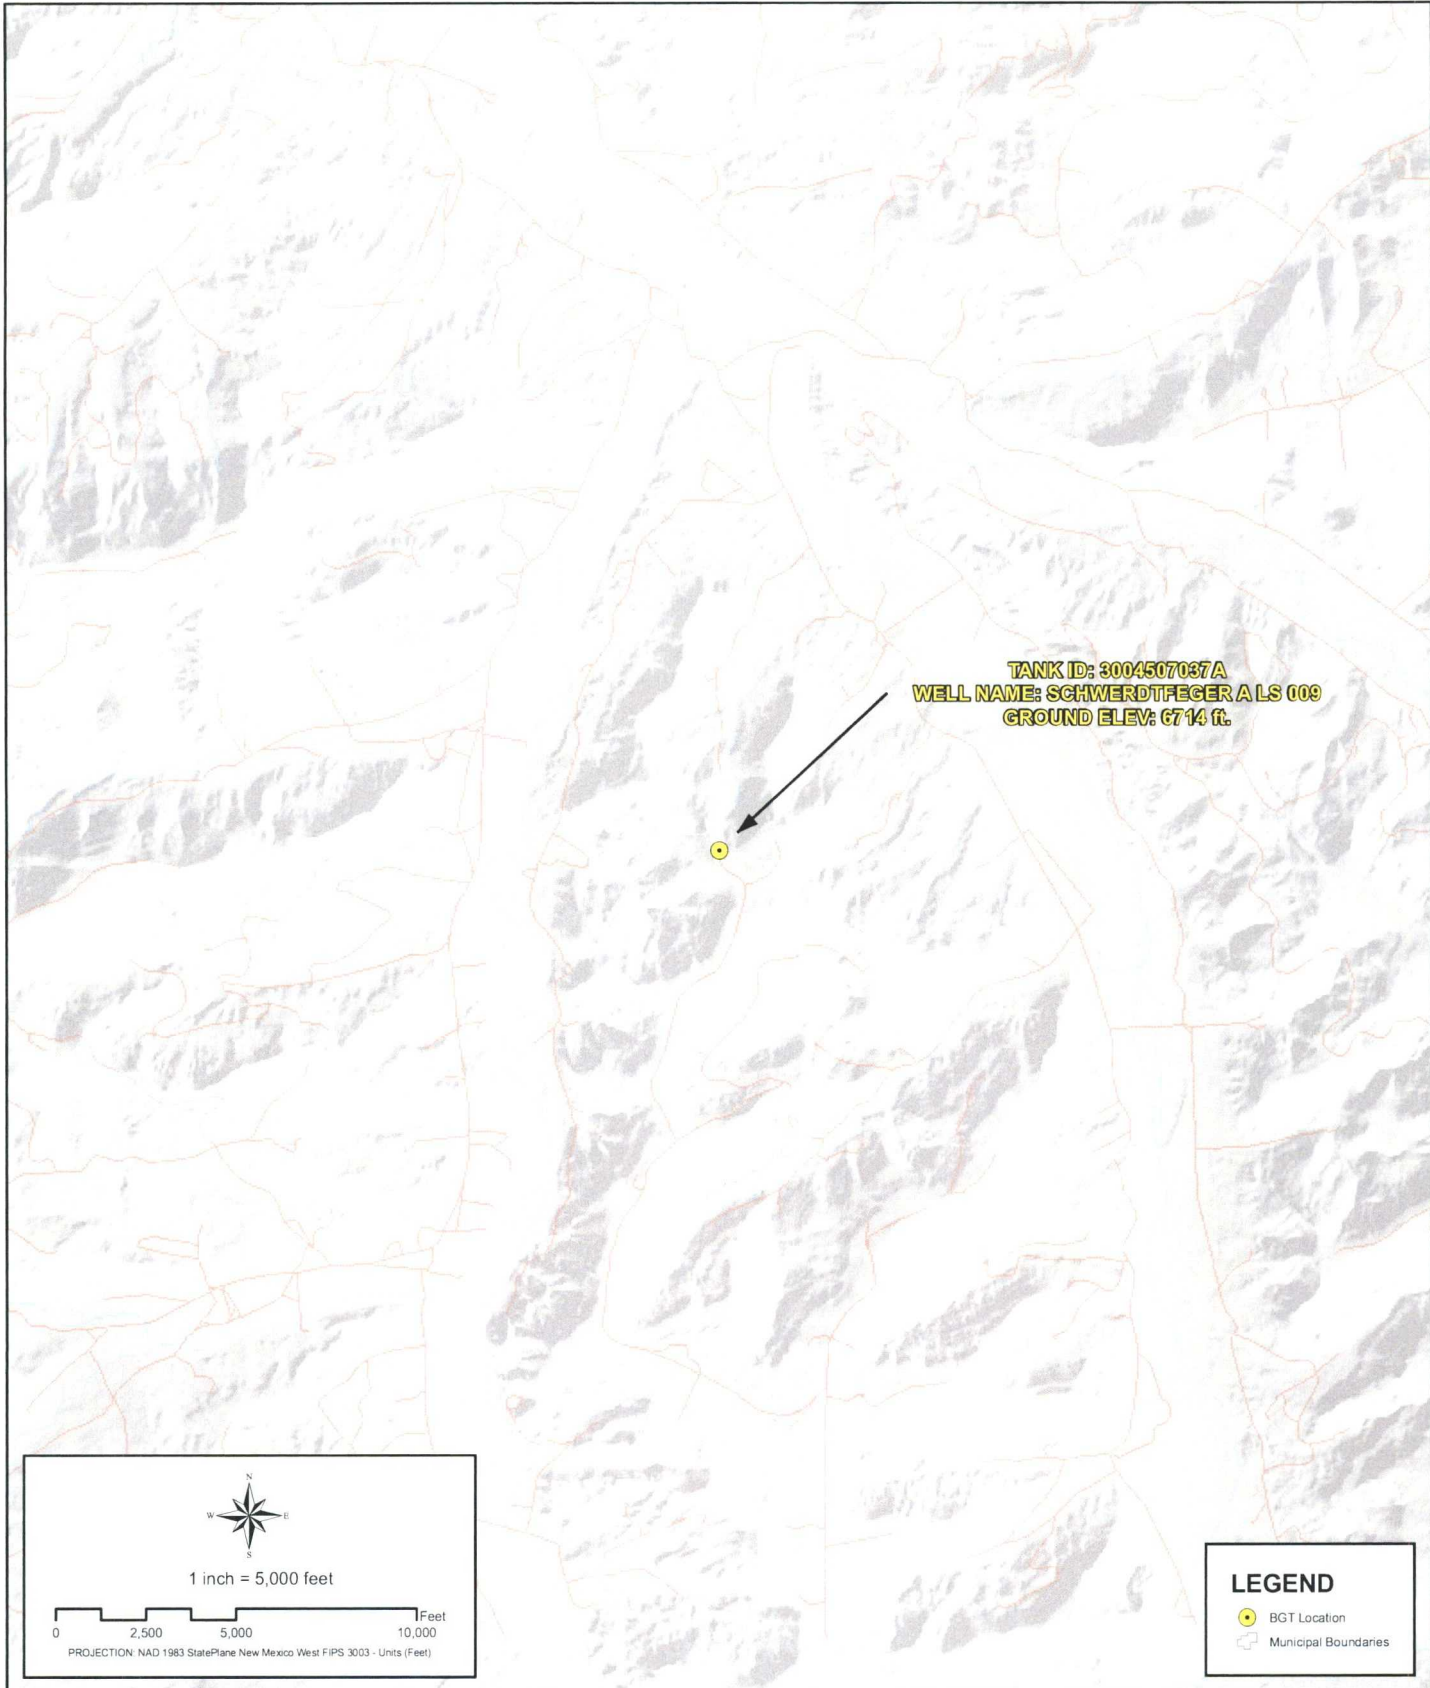 TANK ID: 3004507037A
WELL NAME: SCHWERDTFEGER A LS 009
GROUND ELEV: 6714 ft.
N
W E
S
1 inch = 5,000 feet
Feet
0 2,500 5,000 10,000
PROJECTION: NAD 1983 StatePlane New Mexico West FIPS 3003 - Units (Feet)
LEGEND
BGT Location
Municipal Boundaries